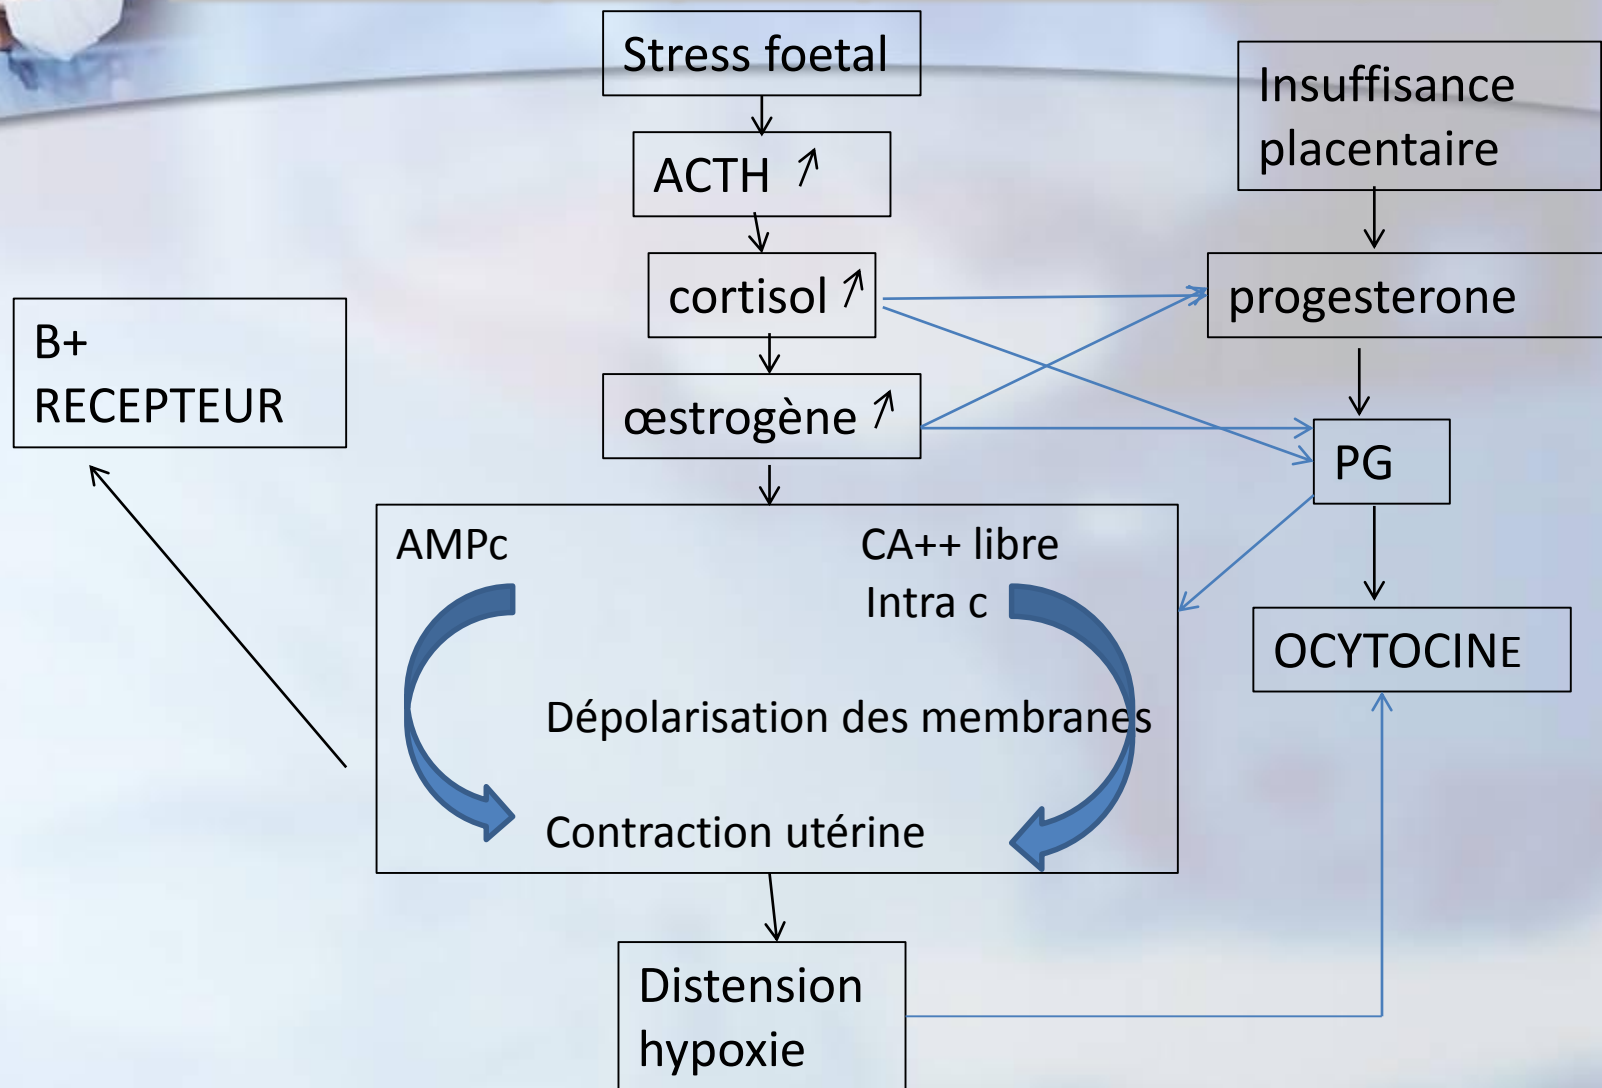 Stress foetal
Insuffisance
placentaire
ACTH ↗
cortisol ↗
progesterone
B+
RECEPTEUR
œstrogène ↗
PG
AMPc
CA++ libre
Intra c
OCYTOCINE
Dépolarisation des membranes
Contraction utérine
Distension
hypoxie